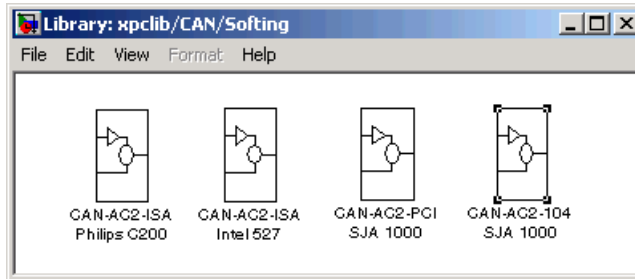 Library: xpclib/CAN/Softing
File Edit View Format Help
CAN-AC2-ISA CAN-AC2-ISA CAN-AC2-PCI CAN-AC2-104
Philips C200 Intel 527 SJA 1000 SJA 1000